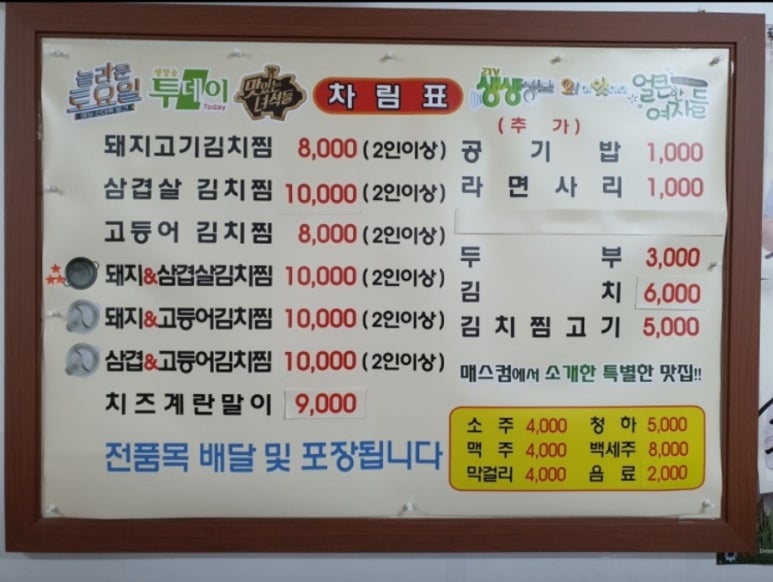 놀라운 토요일
생방송 투데이 Today
맛있는 녀석들
차림표
ZTV 생생정보
얼큰한 여자들
돼지고기김치찜 8,000 (2인이상)
삼겹살 김치찜 10,000 (2인이상)
고등어 김치찜 8,000 (2인이상)
돼지&삼겹살김치찜 10,000 (2인이상)
돼지&고등어김치찜 10,000 (2인이상)
삼겹&고등어김치찜 10,000 (2인이상)
치즈계란말이 9,000
전품목 배달 및 포장됩니다
(추가)
공기밥 1,000
라면사리 1,000
두부 3,000
김치 6,000
김치찜고기 5,000
매스컴에서 소개한 특별한 맛집!!
소주 4,000 청하 5,000
맥주 4,000 백세주 8,000
막걸리 4,000 음료 2,000